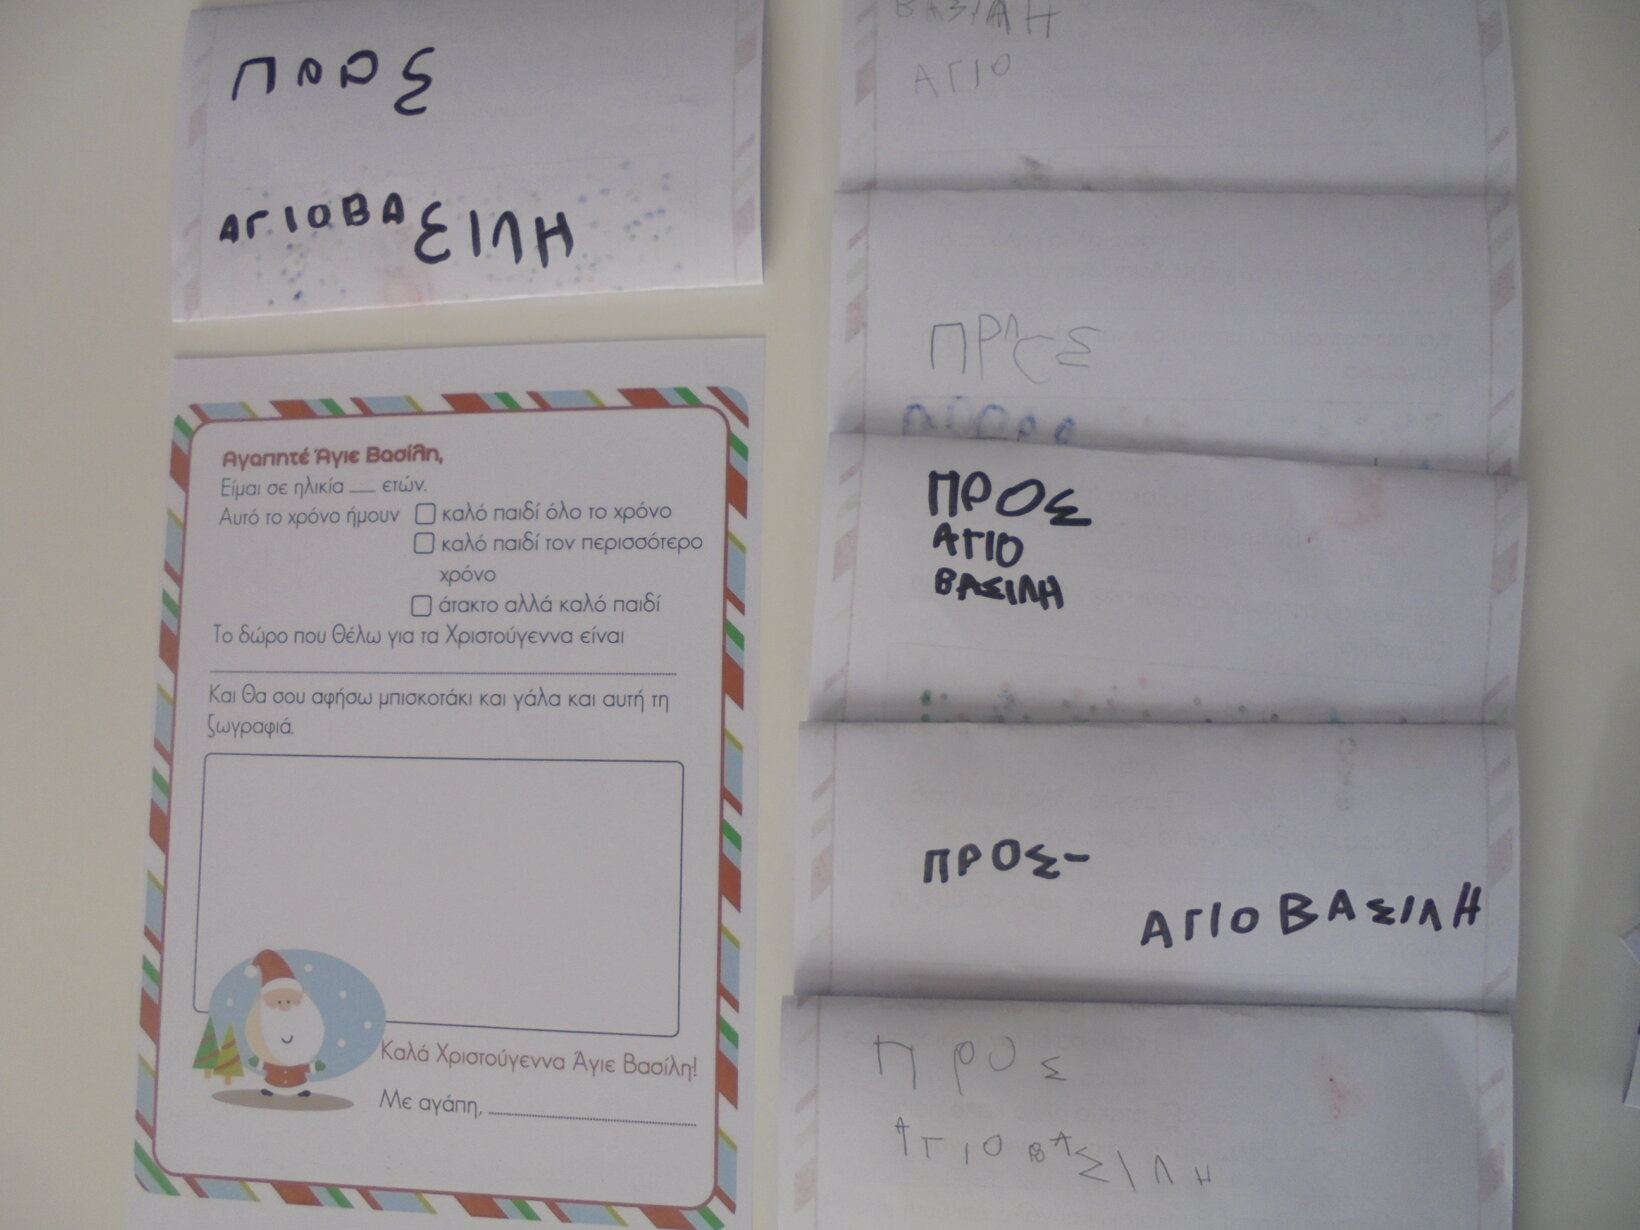 ΠΡΟΣ
ΑΓΙΟΒΑΣΙΛΗ
Αγαπητέ Άγιε Βασίλη,
Είμαι σε ηλικία ___ ετών.
Αυτό το χρόνο ήμουν □ καλό παιδί όλο το χρόνο
□ καλό παιδί τον περισσότερο
χρόνο
□ άτακτο αλλά καλό παιδί
Το δώρο που θέλω για τα Χριστούγεννα είναι
Και θα σου αφήσω μπισκοτάκι και γάλα και αυτή τη
ζωγραφιά.
Καλά Χριστούγεννα Άγιε Βασίλη!
Με αγάπη,
ΒΑΣΙΛΗ
ΑΓΙΟ
ΠΡΟΣ
ΠΡΟΣ
ΑΓΙΟ
ΒΑΣΙΛΗ
ΠΡΟΣ-
ΑΓΙΟ ΒΑΣΙΛΗ
ΠΡΟΣ
ΑΓΙΟ ΒΑΣΙΛΗ